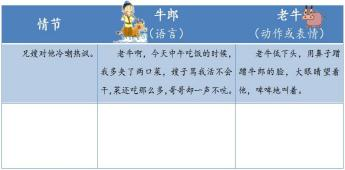 情节
牛郎
（语言）
老牛
（动作或表情）
兄嫂对他冷嘲热讽。
老牛啊，今天中午吃饭的时候，
我多夹了两口菜，嫂子骂我活不会
干，菜还吃那么多，哥哥却一声不吭。
老牛低下头，用鼻子蹭
蹭牛郎的脸，大眼睛望着
他，哞哞地叫着。